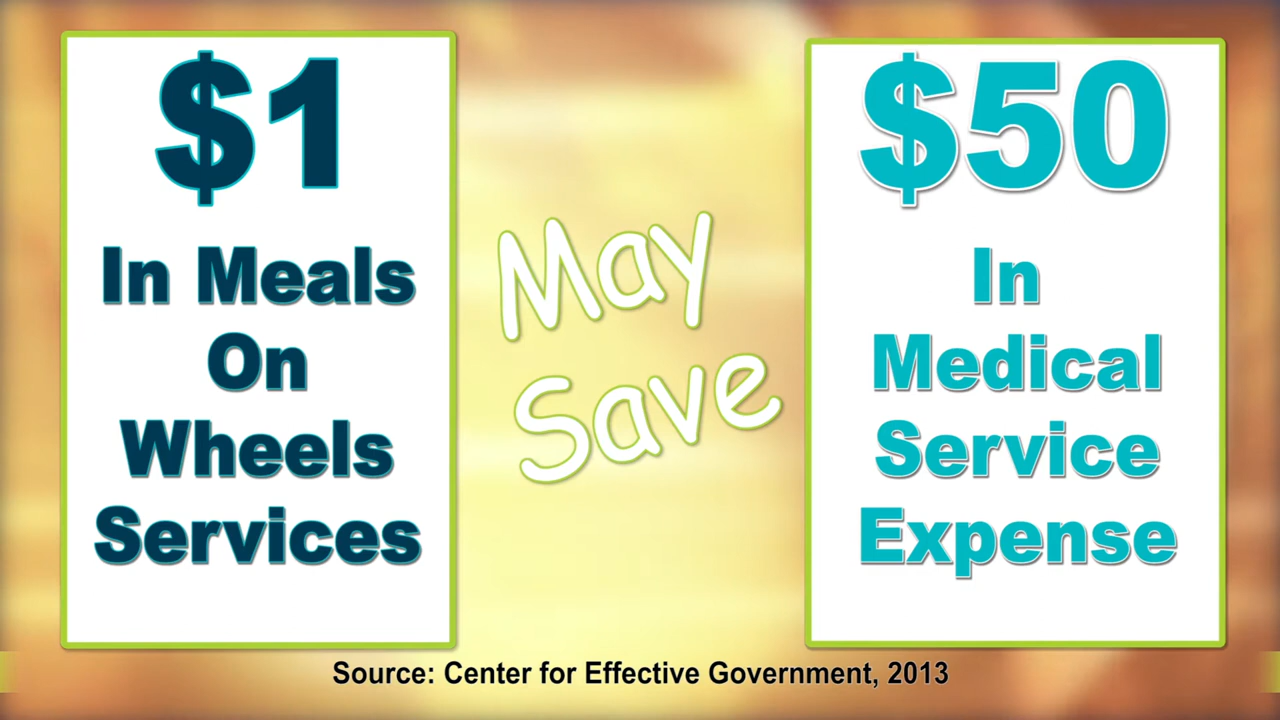 $1
In Meals
On
Wheels
Services
May
Save
$50
In
Medical
Service
Expense
Source: Center for Effective Government, 2013